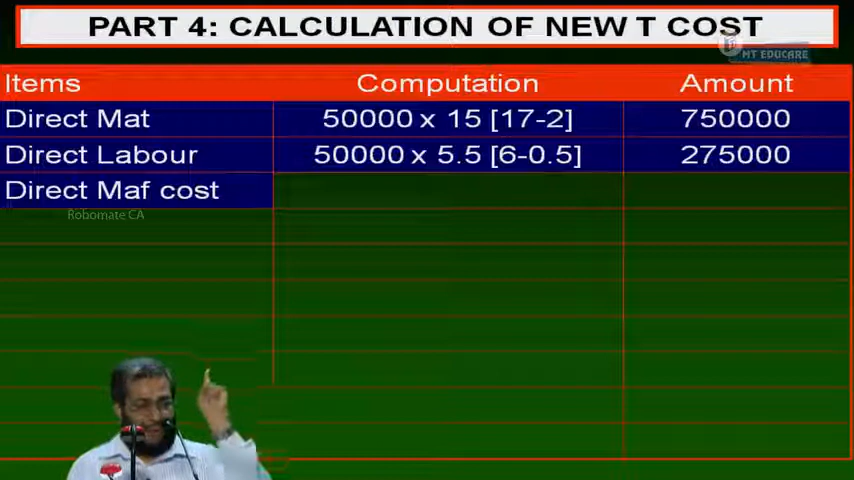 PART 4: CALCULATION OF NEW T COST
MT EDUCARE
Items Computation Amount
Direct Mat 50000 x 15 [17-2] 750000
Direct Labour 50000 x 5.5 [6-0.5] 275000
Direct Maf cost
Robomate CA